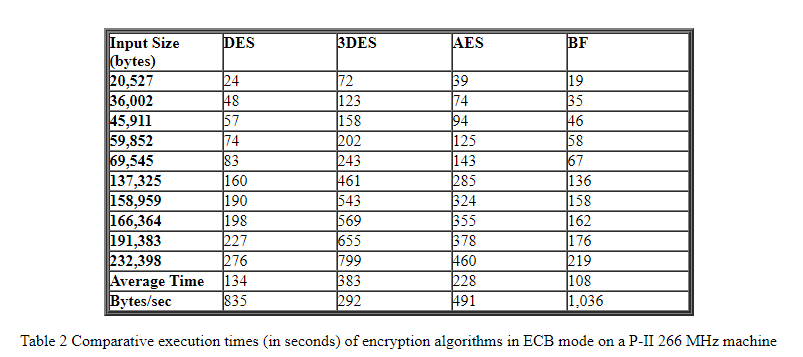 Input Size (bytes) DES 3DES AES BF
20,527 24 72 39 19
36,002 48 123 74 35
45,911 57 158 94 46
59,852 74 202 125 58
69,545 83 243 143 67
137,325 160 461 285 136
158,959 190 543 324 158
166,364 198 569 355 162
191,383 227 655 378 176
232,398 276 799 460 219
Average Time 134 383 228 108
Bytes/sec 835 292 491 1,036
Table 2 Comparative execution times (in seconds) of encryption algorithms in ECB mode on a P-II 266 MHz machine